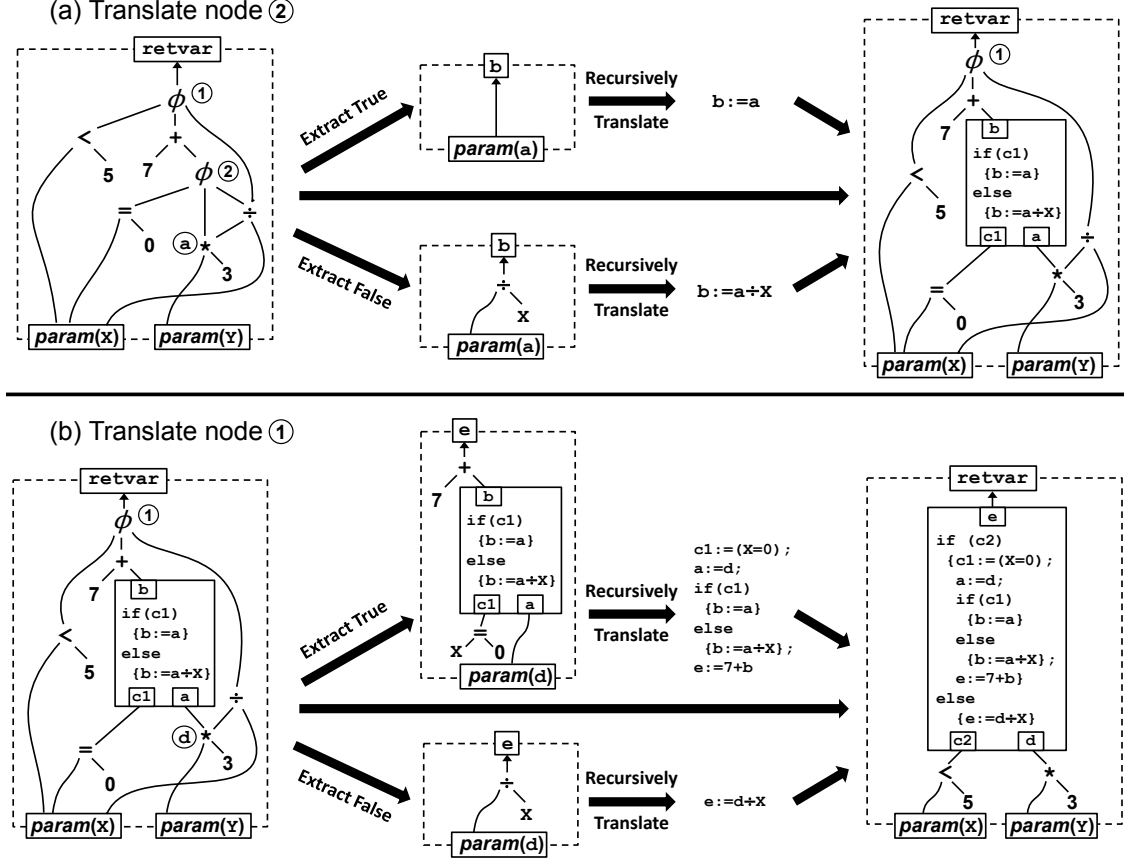 (a) Translate node ②
retvar
ϕ ①
<
5
+
7
ϕ ②
=
0
ⓐ *
3
÷
param(X)
param(Y)
Extract True
b
param(a)
Recursively
Translate
b:=a
Extract False
b
÷
X
param(a)
Recursively
Translate
b:=a÷X
retvar
ϕ ①
+
7
b
if(c1)
{b:=a}
else
{b:=a÷X}
c1
a
<
5
÷
*
3
=
0
param(X)
param(Y)
(b) Translate node ①
retvar
ϕ ①
+
7
b
if(c1)
{b:=a}
else
{b:=a÷X}
c1
a
<
5
÷
ⓓ *
3
=
0
param(X)
param(Y)
Extract True
e
+
7
b
if(c1)
{b:=a}
else
{b:=a÷X}
c1
a
=
X
0
param(d)
Recursively
Translate
c1:=(X=0);
a:=d;
if(c1)
{b:=a}
else
{b:=a÷X};
e:=7+b
Extract False
e
÷
X
param(d)
Recursively
Translate
e:=d÷X
retvar
e
if (c2)
{c1:=(X=0);
a:=d;
if(c1)
{b:=a}
else
{b:=a÷X};
e:=7+b}
else
{e:=d÷X}
c2
d
<
5
*
3
param(X)
param(Y)